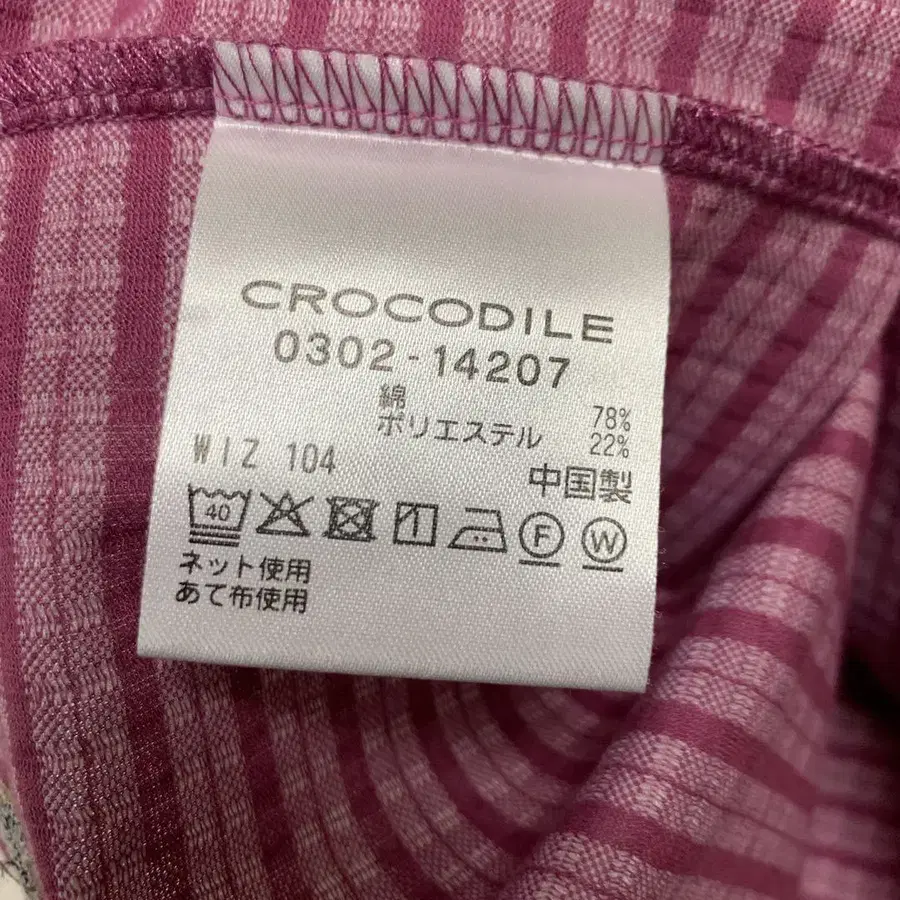 CROCODILE
0302-14207
綿 78%
ポリエステル 22%
WIZ 104
中国製
40 F W
ネット使用
あて布使用